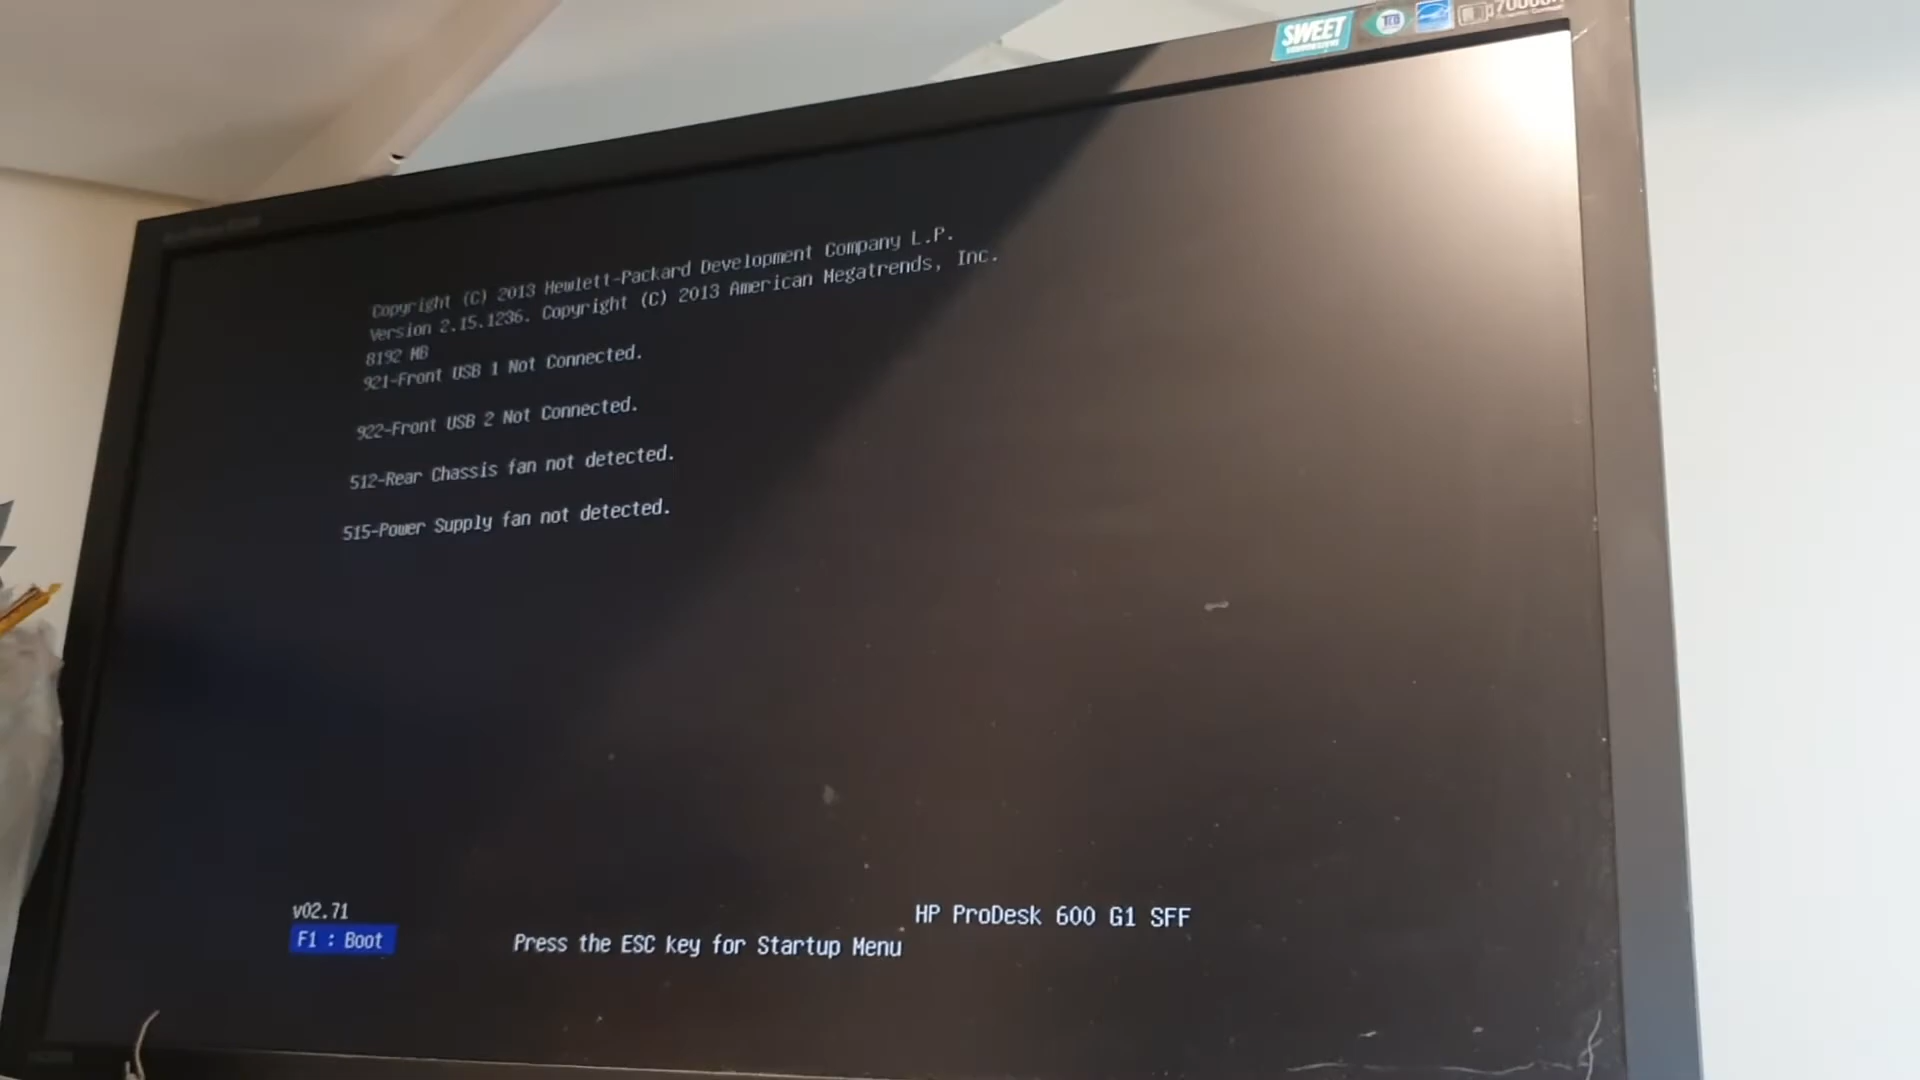 SWEET
TCO
Copyright (C) 2013 Hewlett-Packard Development Company L.P.
Version 2.15.1236. Copyright (C) 2013 American Megatrends, Inc.
8192 MB
921-Front USB 1 Not Connected.
922-Front USB 2 Not Connected.
512-Rear Chassis fan not detected.
515-Power Supply fan not detected.
v02.71
HP ProDesk 600 G1 SFF
F1 : Boot
Press the ESC key for Startup Menu